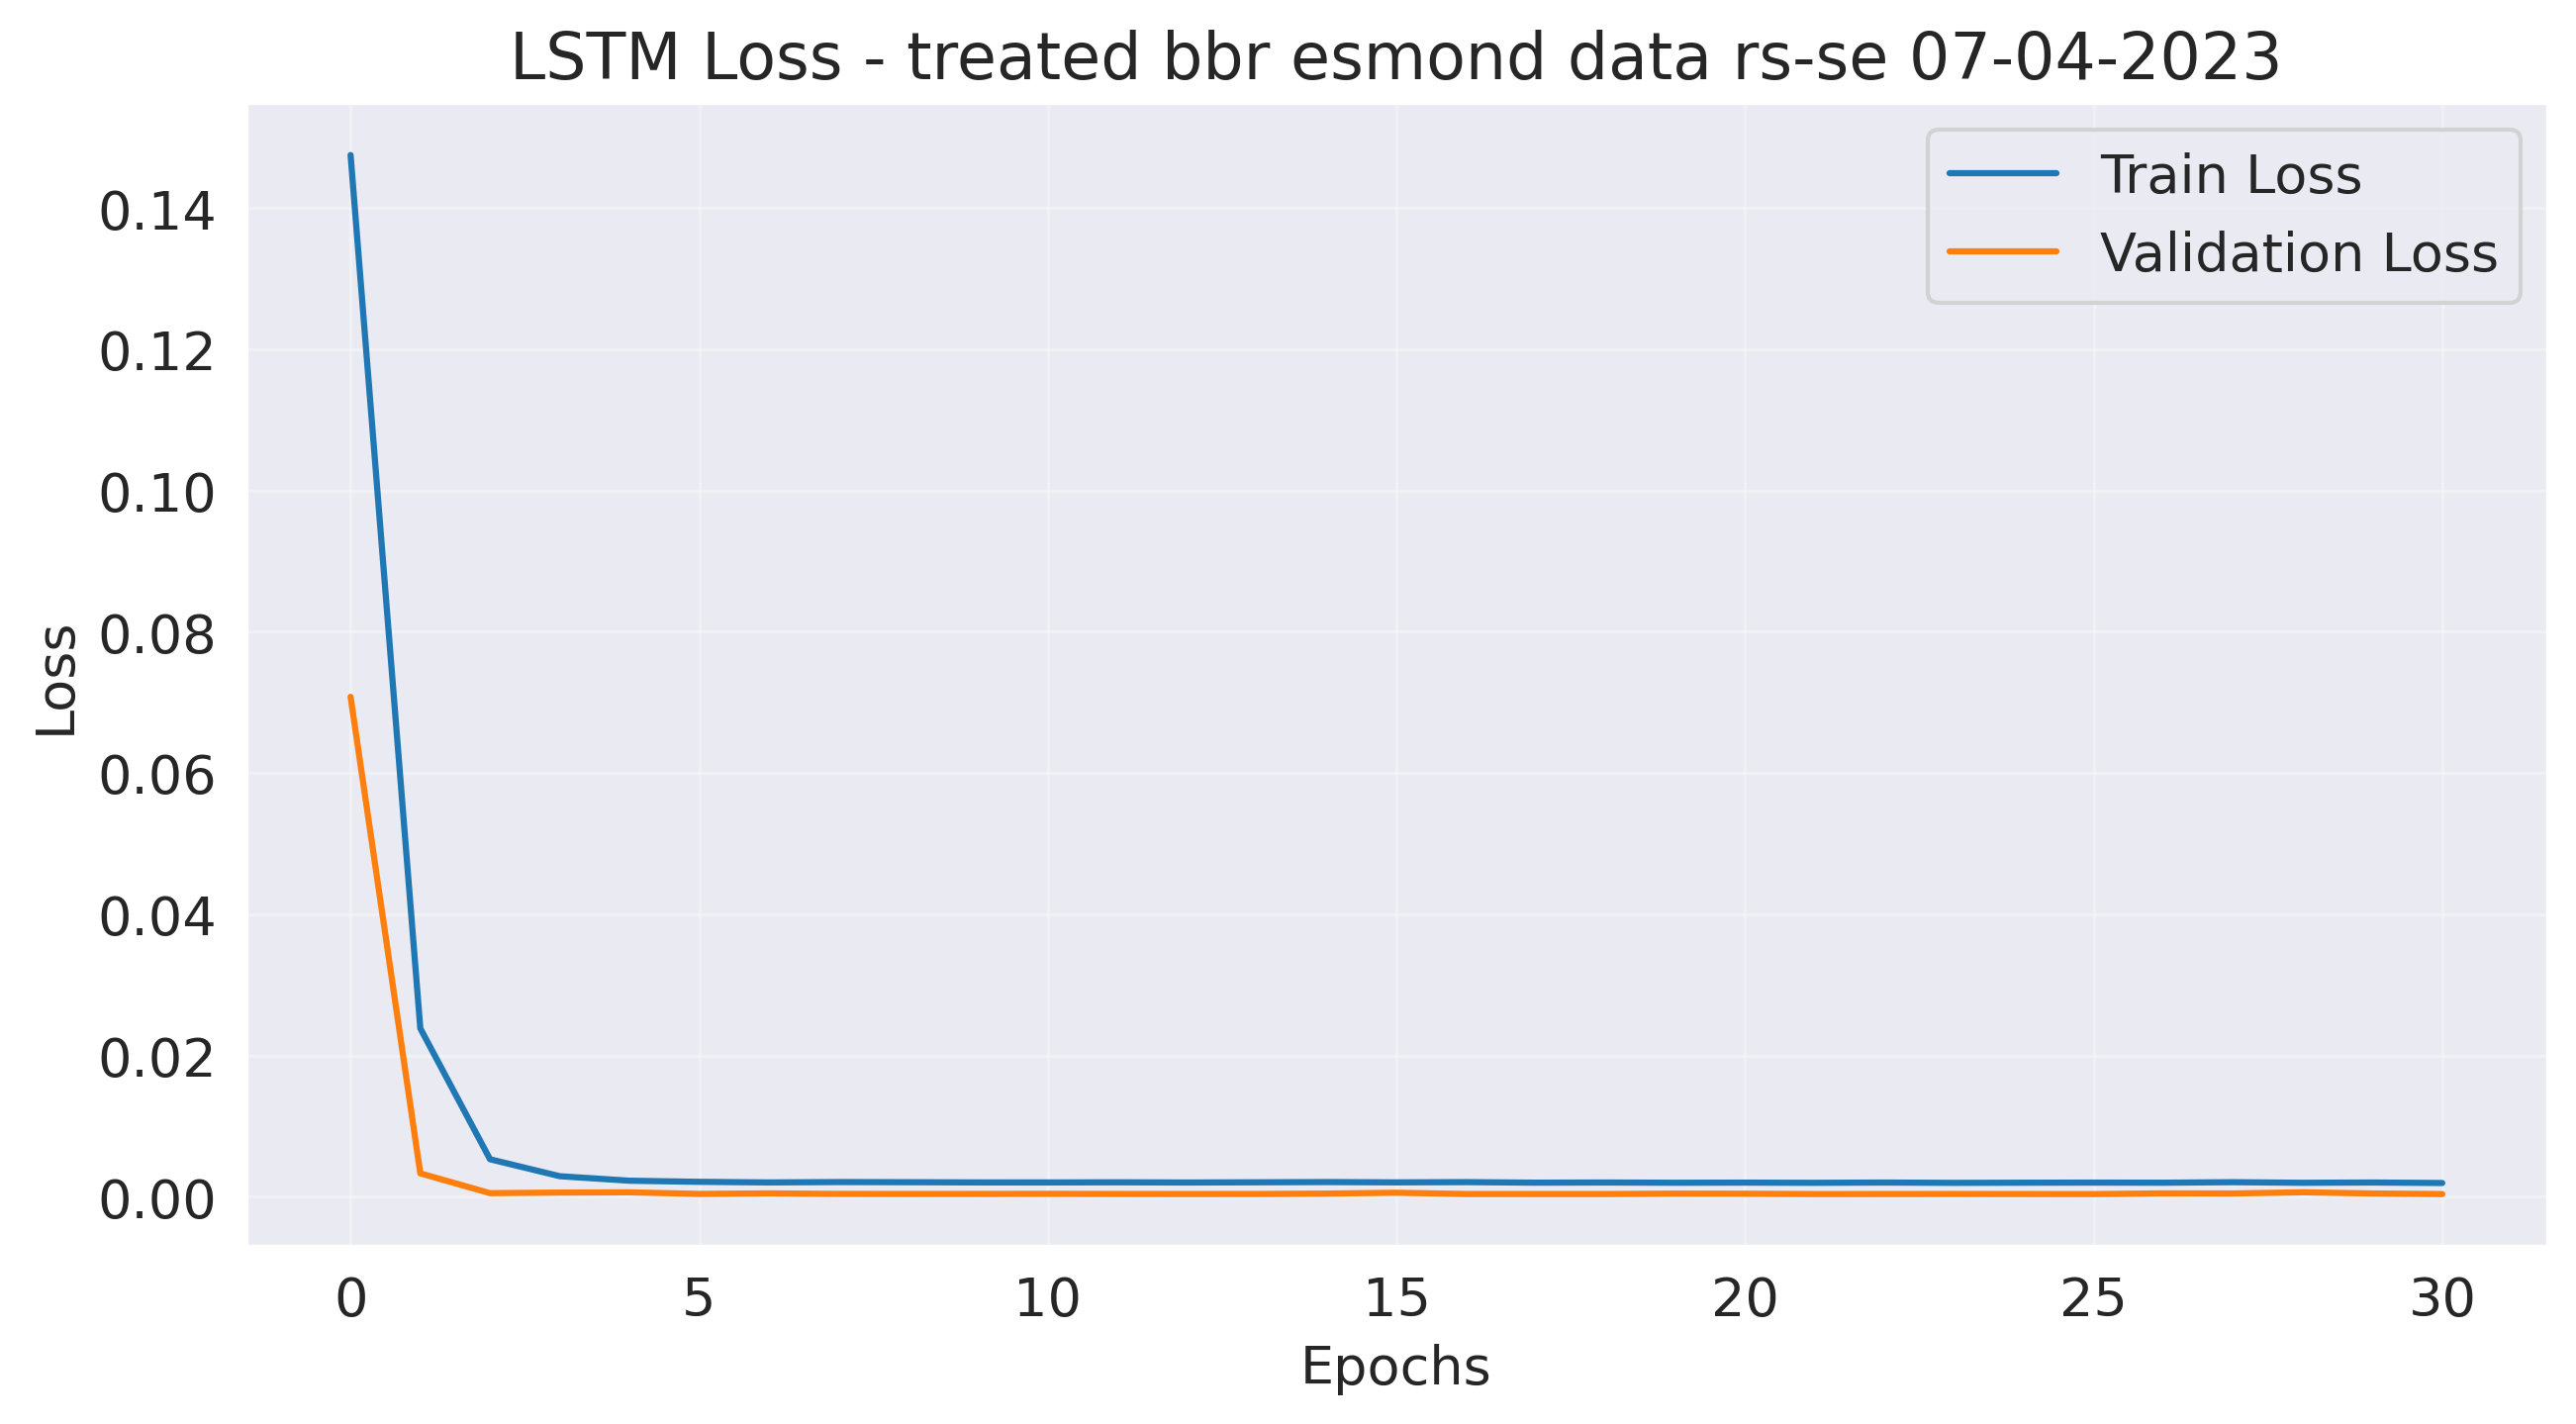 LSTM Loss - treated bbr esmond data rs-se 07-04-2023
Train Loss
Validation Loss
0.14
0.12
0.10
0.08
0.06
0.04
0.02
0.00
Loss
0 5 10 15 20 25 30
Epochs